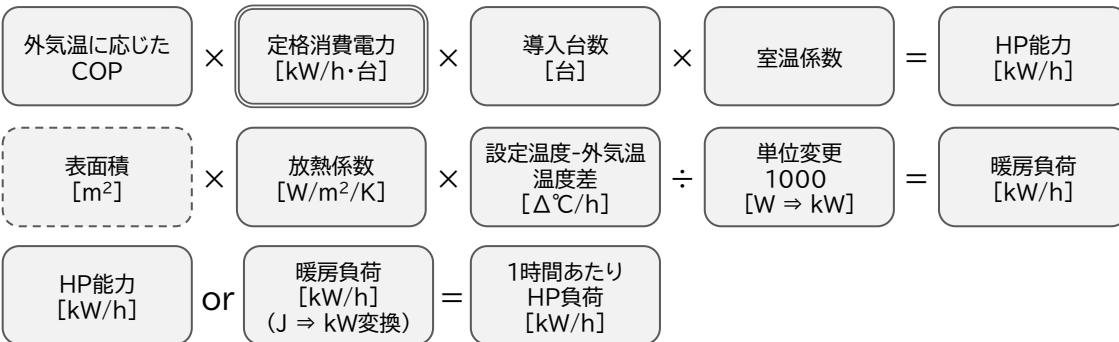 外気温に応じた
COP
×
定格消費電力
[kW/h・台]
×
導入台数
[台]
×
室温係数
=
HP能力
[kW/h]
表面積
[m²]
×
放熱係数
[W/m²/K]
×
設定温度-外気温
温度差
[Δ℃/h]
÷
単位変更
1000
[W ⇒ kW]
=
暖房負荷
[kW/h]
HP能力
[kW/h]
or
暖房負荷
[kW/h]
(J ⇒ kW変換)
=
1時間あたり
HP負荷
[kW/h]